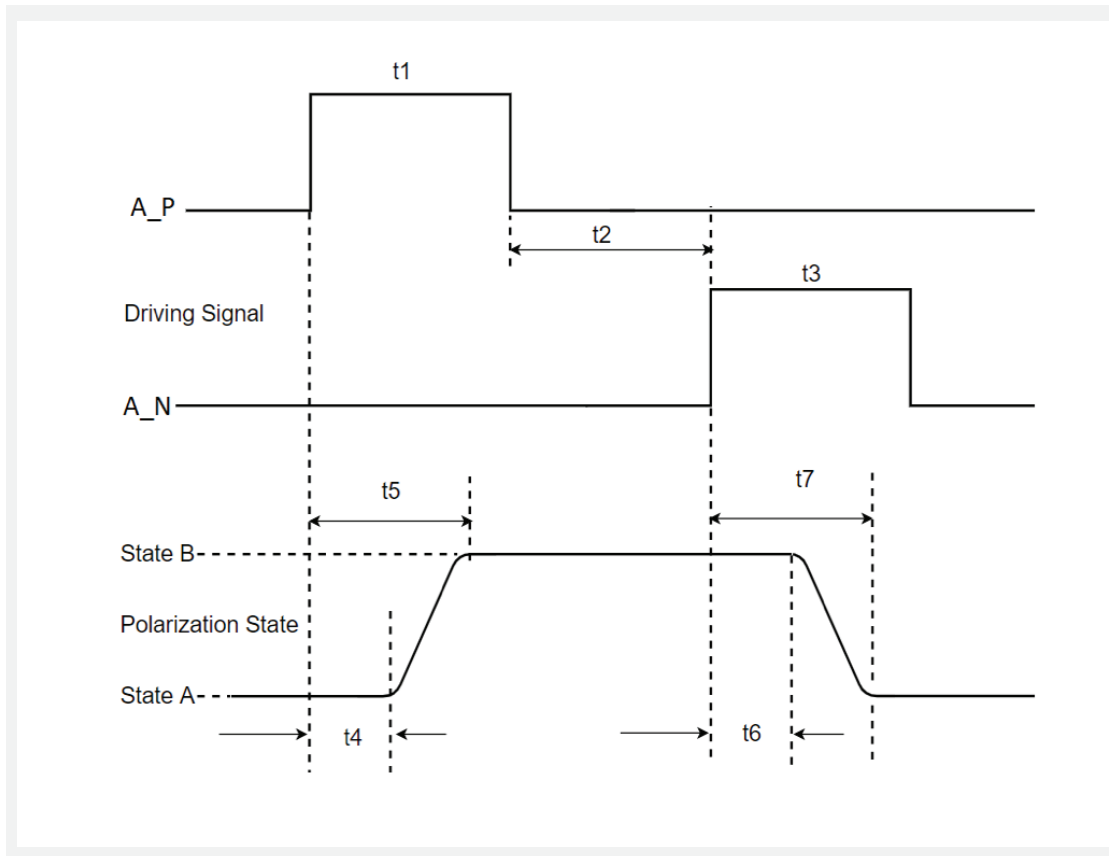 t1
A_P
t2
t3
Driving Signal
A_N
t5
t7
State B
Polarization State
State A
t4
t6